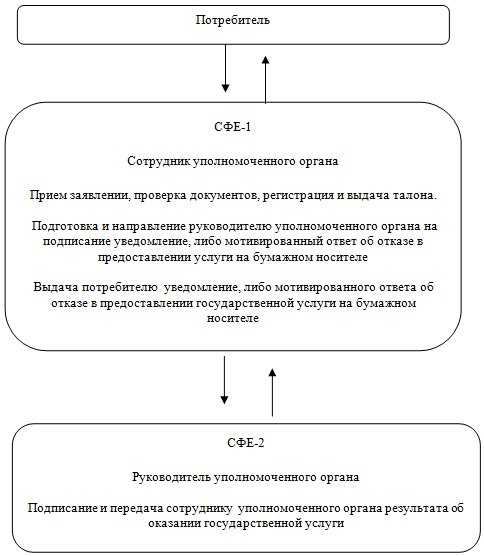 Потребитель
СФЕ-1
Сотрудник уполномоченного органа
Прием заявлении, проверка документов, регистрация и выдача талона.
Подготовка и направление руководителю уполномоченного органа на
подписание уведомление, либо мотивированный ответ об отказе в
предоставлении услуги на бумажном носителе
Выдача потребителю уведомление, либо мотивированного ответа об
отказе в предоставлении государственной услуги на бумажном
носителе
СФЕ-2
Руководитель уполномоченного органа
Подписание и передача сотруднику уполномоченного органа результата об
оказании государственной услуги